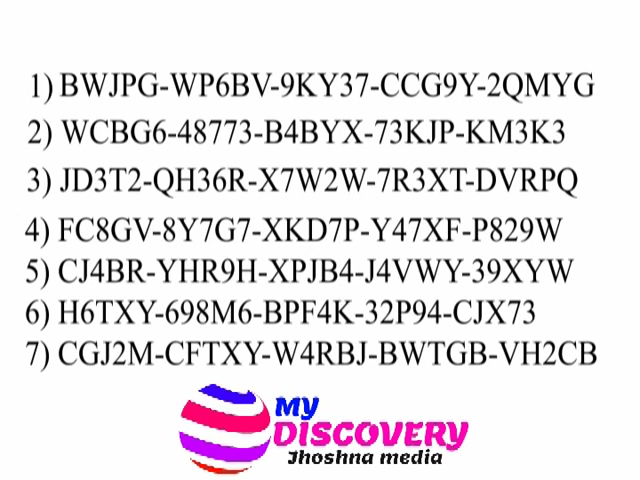 1) BWJPG-WP6BV-9KY37-CCG9Y-2QMYG
2) WCBG6-48773-B4BYX-73KJP-KM3K3
3) JD3T2-QH36R-X7W2W-7R3XT-DVRPQ
4) FC8GV-8Y7G7-XKD7P-Y47XF-P829W
5) CJ4BR-YHR9H-XPJB4-J4VWY-39XYW
6) H6TXY-698M6-BPF4K-32P94-CJX73
7) CGJ2M-CFTXY-W4RBJ-BWTGB-VH2CB
MY
DISCOVERY
Jhoshna media